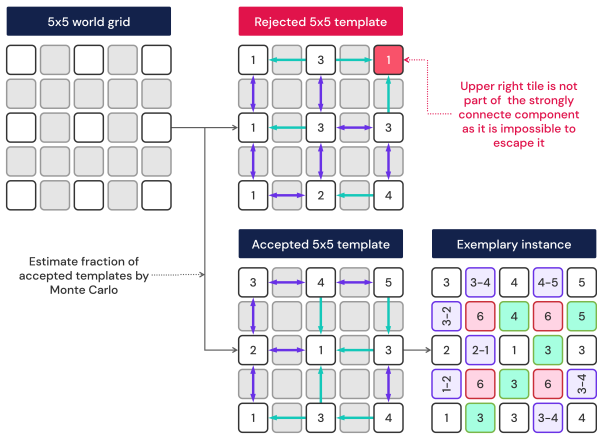 5x5 world grid
Rejected 5x5 template
1 3 1
1 3 3
1 2 4
Upper right tile is not
part of the strongly
connecte component
as it is impossible to
escape it
Estimate fraction of
accepted templates by
Monte Carlo
Accepted 5x5 template
3 4 5
2 1 3
1 3 4
Exemplary instance
3 3-4 4 4-5 5
3-2 6 4 6 5
2 2-1 1 3 3
1-2 6 3 6 3-4
1 3 3 3-4 4